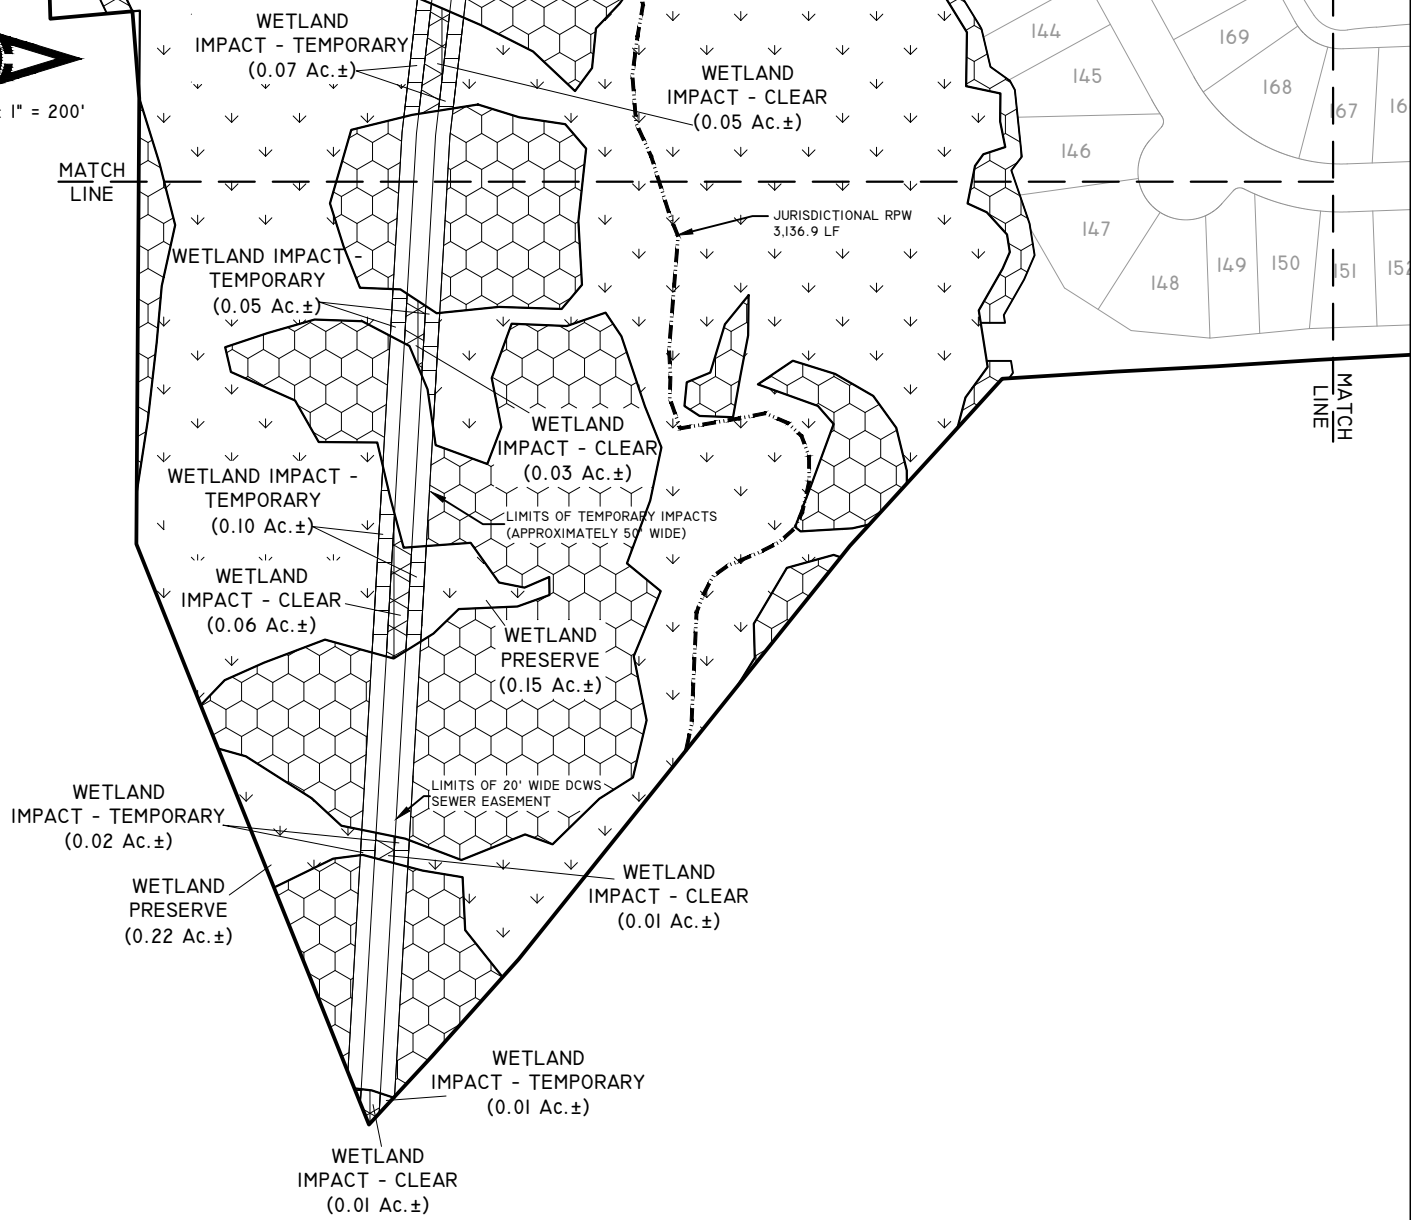 WETLAND
IMPACT - TEMPORARY
(0.07 Ac.±)
WETLAND
IMPACT - CLEAR
(0.05 Ac.±)
144
145
146
147
148
149
150
151
152
169
168
167
16
: 1" = 200'
MATCH
LINE
JURISDICTIONAL RPW
3,136.9 LF
WETLAND IMPACT -
TEMPORARY
(0.05 Ac.±)
MATCH
LINE
WETLAND
IMPACT - CLEAR
(0.03 Ac.±)
WETLAND IMPACT -
TEMPORARY
(0.10 Ac.±)
LIMITS OF TEMPORARY IMPACTS
(APPROXIMATELY 50' WIDE)
WETLAND
IMPACT - CLEAR
(0.06 Ac.±)
WETLAND
PRESERVE
(0.15 Ac.±)
LIMITS OF 20' WIDE DCWS
SEWER EASEMENT
WETLAND
IMPACT - TEMPORARY
(0.02 Ac.±)
WETLAND
PRESERVE
(0.22 Ac.±)
WETLAND
IMPACT - CLEAR
(0.01 Ac.±)
WETLAND
IMPACT - TEMPORARY
(0.01 Ac.±)
WETLAND
IMPACT - CLEAR
(0.01 Ac.±)